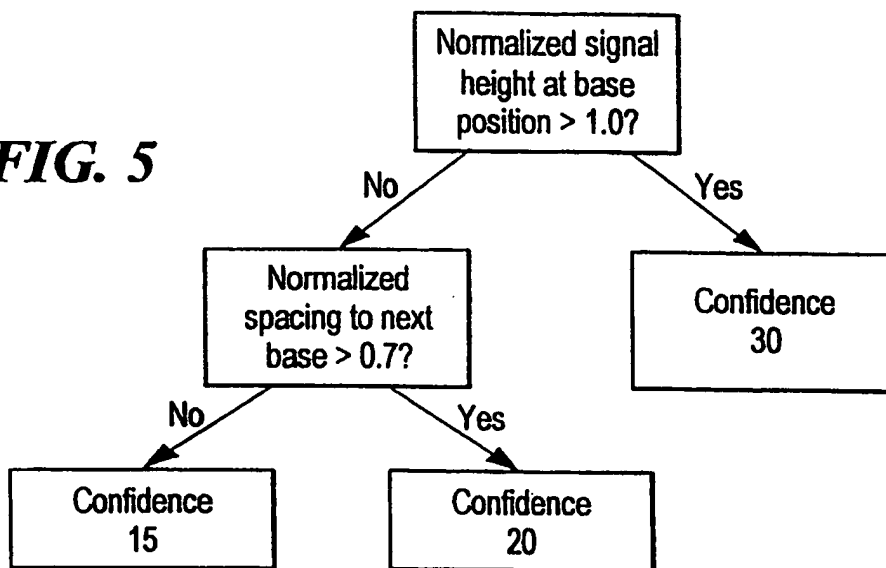 Normalized signal
height at base
position > 1.0?
FIG. 5
No
Yes
Normalized
spacing to next
base > 0.7?
Confidence
30
No
Yes
Confidence
15
Confidence
20